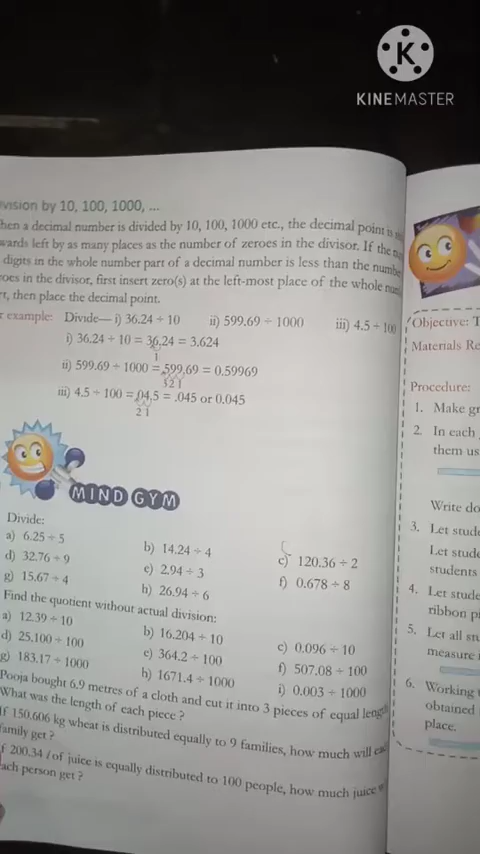 K
KINEMASTER
vision by 10, 100, 1000, ...
hen a decimal number is divided by 10, 100, 1000 etc., the decimal point is
wards left by as many places as the number of zeroes in the divisor. If the
digits in the whole number part of a decimal number is less than the number
oes in the divisor, first insert zero(s) at the left-most place of the whole
rt, then place the decimal point.
r example: Divide— i) 36.24 ÷ 10 ii) 599.69 ÷ 1000 iii) 4.5 ÷ 100
i) 36.24 ÷ 10 = 36.24 = 3.624
1
ii) 599.69 ÷ 1000 = .599.69 = 0.59969
3 2 1
iii) 4.5 ÷ 100 = .04.5 = .045 or 0.045
2 1
MIND GYM
Divide:
a) 6.25 ÷ 5 b) 14.24 ÷ 4 c) 120.36 ÷ 2
d) 32.76 ÷ 9 e) 2.94 ÷ 3 f) 0.678 ÷ 8
g) 15.67 ÷ 4 h) 26.94 ÷ 6
Find the quotient without actual division:
a) 12.39 ÷ 10 b) 16.204 ÷ 10 c) 0.096 ÷ 10
d) 25.100 ÷ 100 e) 364.2 ÷ 100 f) 507.08 ÷ 100
g) 183.17 ÷ 1000 h) 1671.4 ÷ 1000 i) 0.003 ÷ 1000
Pooja bought 6.9 metres of a cloth and cut it into 3 pieces of equal length
What was the length of each piece ?
If 150.606 kg wheat is distributed equally to 9 families, how much will each
family get ?
f 200.34 l of juice is equally distributed to 100 people, how much juice w
ach person get ?
Objective: T
Materials Re
Procedure:
1. Make gr
2. In each
them us
Write do
3. Let stude
Let stude
students
4. Let stude
ribbon pi
5. Let all stu
measure
6. Working
obtained
place.